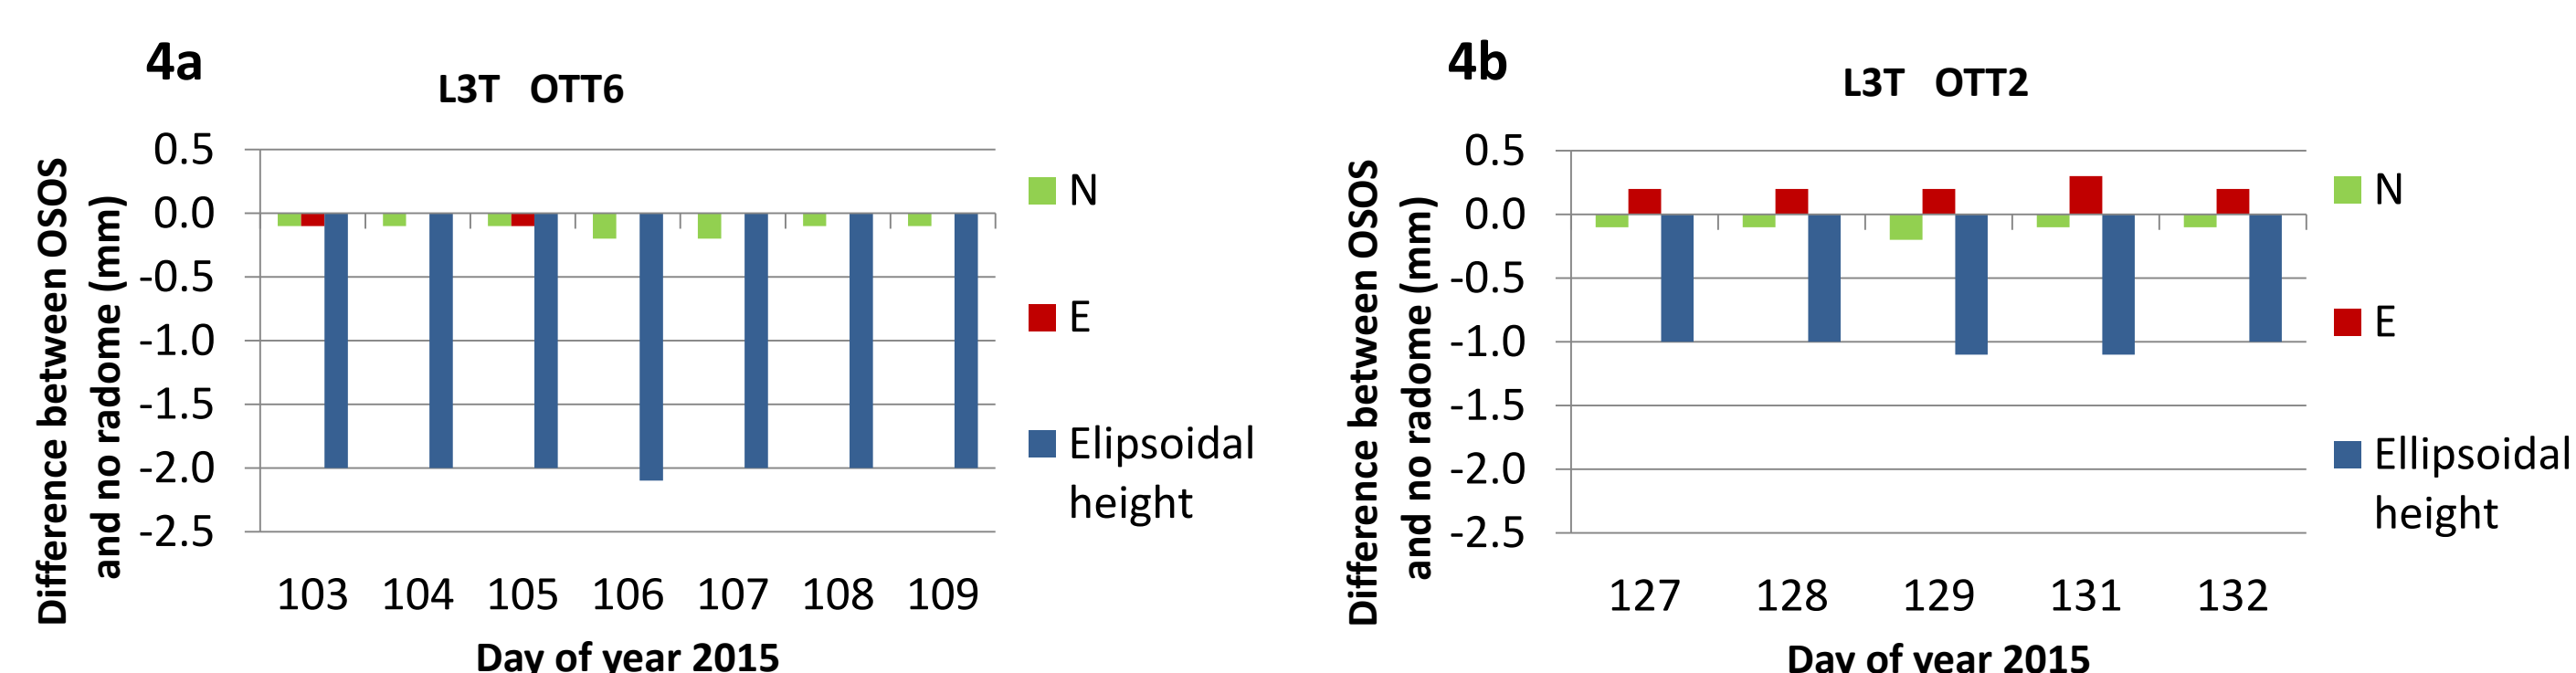 4a
L3T OTT6
Difference between OSOS
and no radome (mm)
0.5
0.0
-0.5
-1.0
-1.5
-2.0
-2.5
103 104 105 106 107 108 109
Day of year 2015
N
E
Elipsoidal
height
4b
L3T OTT2
Difference between OSOS
and no radome (mm)
0.5
0.0
-0.5
-1.0
-1.5
-2.0
-2.5
127 128 129 131 132
Day of year 2015
N
E
Ellipsoidal
height